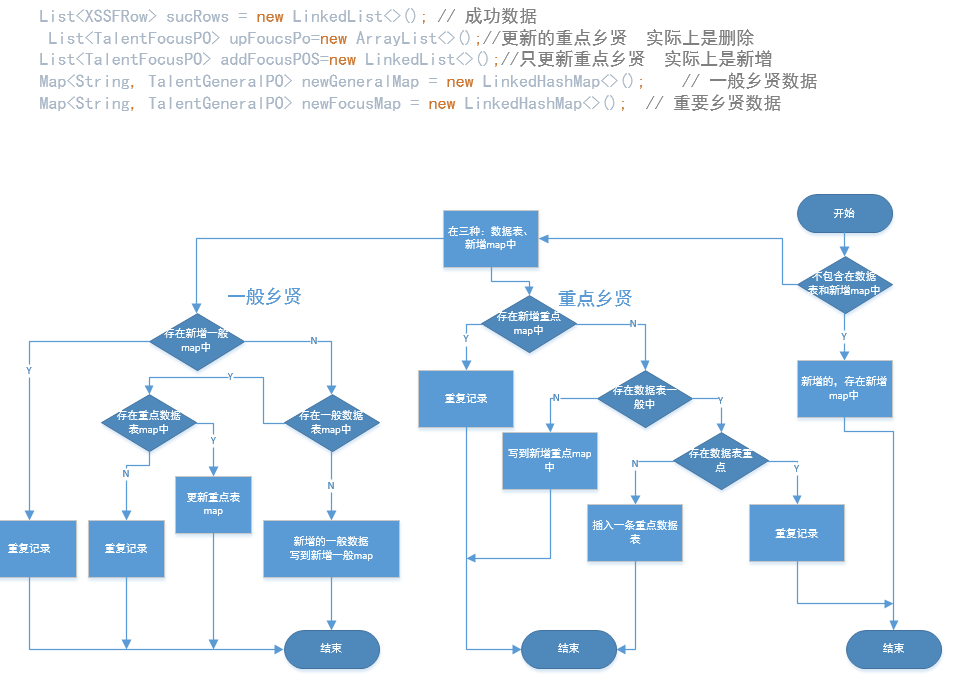 List<XSSFRow> sucRows = new LinkedList<>(); // 成功数据
List<TalentFocusPO> upFoucsPo=new ArrayList<>();//更新的重点乡贤 实际上是删除
List<TalentFocusPO> addFocusPOS=new LinkedList<>();//只更新重点乡贤 实际上是新增
Map<String, TalentGeneralPO> newGeneralMap = new LinkedHashMap<>(); // 一般乡贤数据
Map<String, TalentGeneralPO> newFocusMap = new LinkedHashMap<>(); // 重要乡贤数据
开始
在三种：数据表、
新增map中
不包含在数据
表和新增map中
一般乡贤
重点乡贤
存在新增一般
map中
存在新增重点
map中
N
Y
N
Y
Y
新增的，存在新增
map中
Y
重复记录
存在数据表一
般中
N
Y
存在重点数据
表map中
存在一般数据
表map中
Y
N
N
写到新增重点map
中
存在数据表重
点
N
Y
更新重点表
map
插入一条重点数据
表
重复记录
重复记录
重复记录
新增的一般数据
写到新增一般map
结束
结束
结束